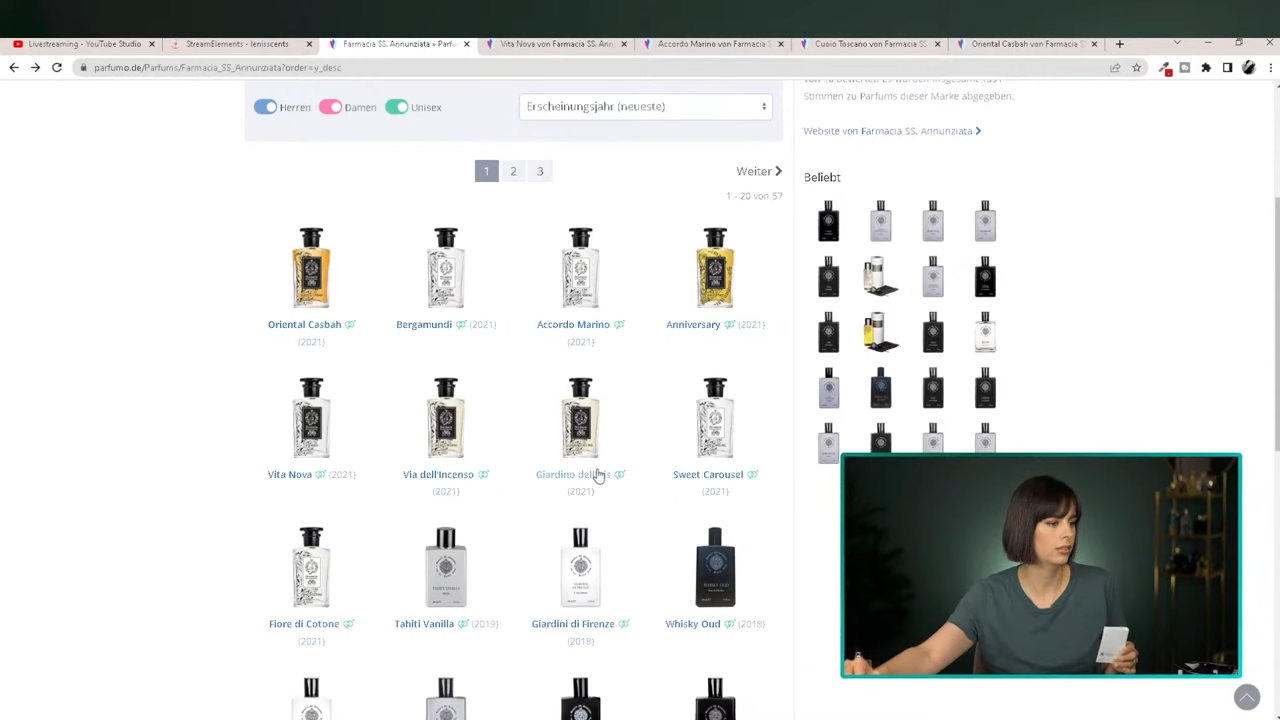 Livestreaming - YouTube Studio
StreamElements - lenisscents
Farmacia SS. Annunziata » Parfu
Vita Nova von Farmacia SS. Ann
Accordo Marino von Farmacia S
Cuoio Toscano von Farmacia SS
Oriental Casbah von Farmacia S
parfumo.de/Parfums/Farmacia_SS_Annunziata?order=y_desc
Herren
Damen
Unisex
Erscheinungsjahr (neueste)
Stimmen zu Parfums dieser Marke abgegeben.
Website von Farmacia SS. Annunziata
1
2
3
Weiter
1 - 20 von 57
Beliebt
Oriental Casbah
(2021)
Bergamundi (2021)
Accordo Marino
(2021)
Anniversary (2021)
Vita Nova (2021)
Via dell'Incenso
(2021)
Giardino dell
(2021)
Sweet Carousel
(2021)
Fiore di Cotone
(2021)
Tahiti Vanilla (2019)
Giardini di Firenze
(2018)
Whisky Oud (2018)